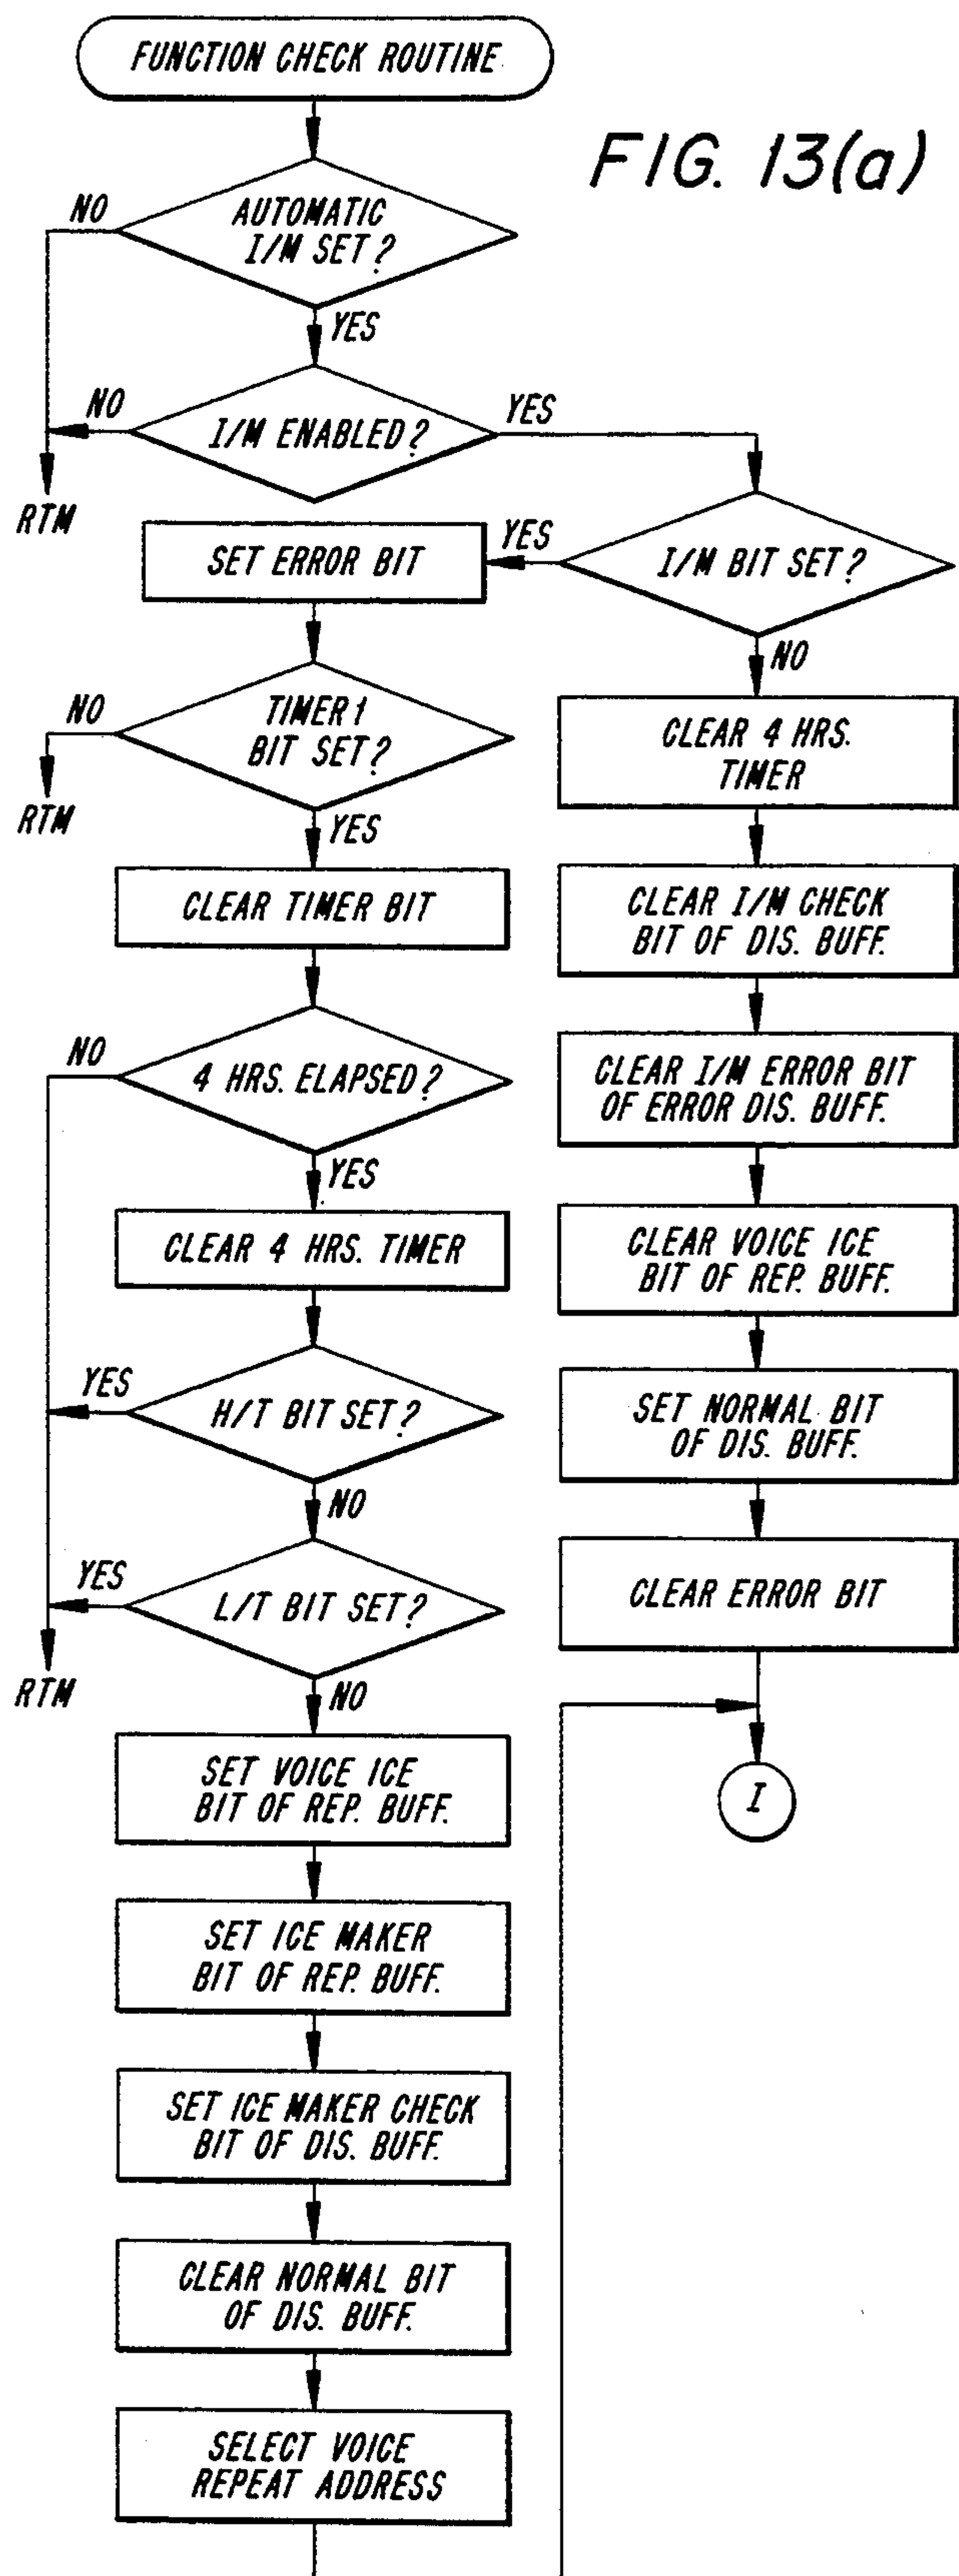 FUNCTION CHECK ROUTINE
FIG. 13(a)
AUTOMATIC
I/M SET?
NO
YES
I/M ENABLED?
NO
YES
RTM
I/M BIT SET?
YES
NO
SET ERROR BIT
TIMER 1
BIT SET?
NO
RTM
YES
CLEAR TIMER BIT
4 HRS. ELAPSED?
NO
YES
CLEAR 4 HRS. TIMER
H/T BIT SET?
YES
NO
L/T BIT SET?
YES
RTM
NO
SET VOICE ICE
BIT OF REP. BUFF.
SET ICE MAKER
BIT OF REP. BUFF.
SET ICE MAKER CHECK
BIT OF DIS. BUFF.
CLEAR NORMAL BIT
OF DIS. BUFF.
SELECT VOICE
REPEAT ADDRESS
CLEAR 4 HRS.
TIMER
CLEAR I/M CHECK
BIT OF DIS. BUFF.
CLEAR I/M ERROR BIT
OF ERROR DIS. BUFF.
CLEAR VOICE ICE
BIT OF REP. BUFF.
SET NORMAL BIT
OF DIS. BUFF.
CLEAR ERROR BIT
I